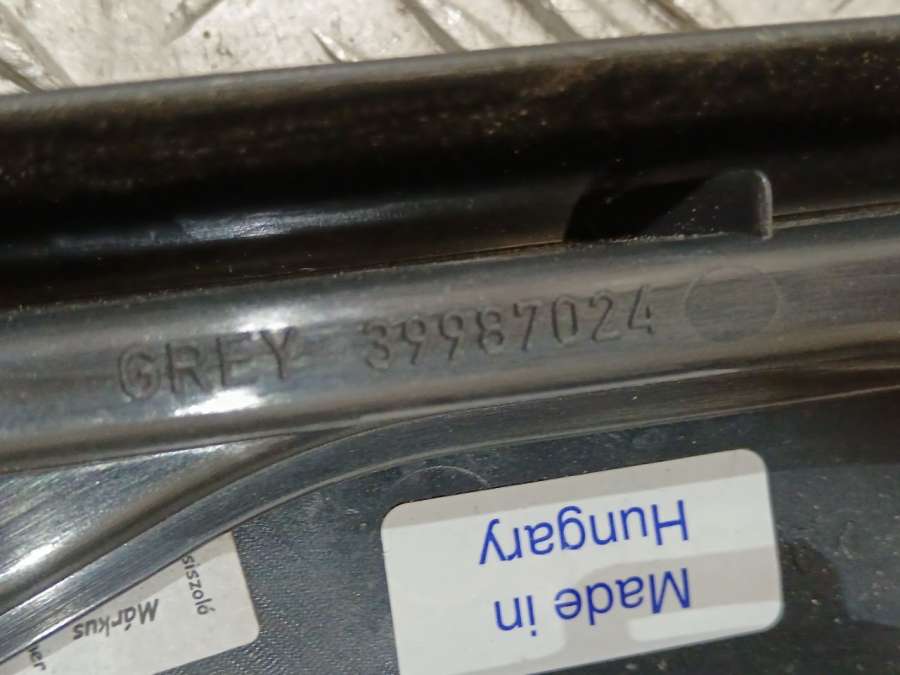 GREY 39987024
Made in
Hungary
Márkus
siszoló